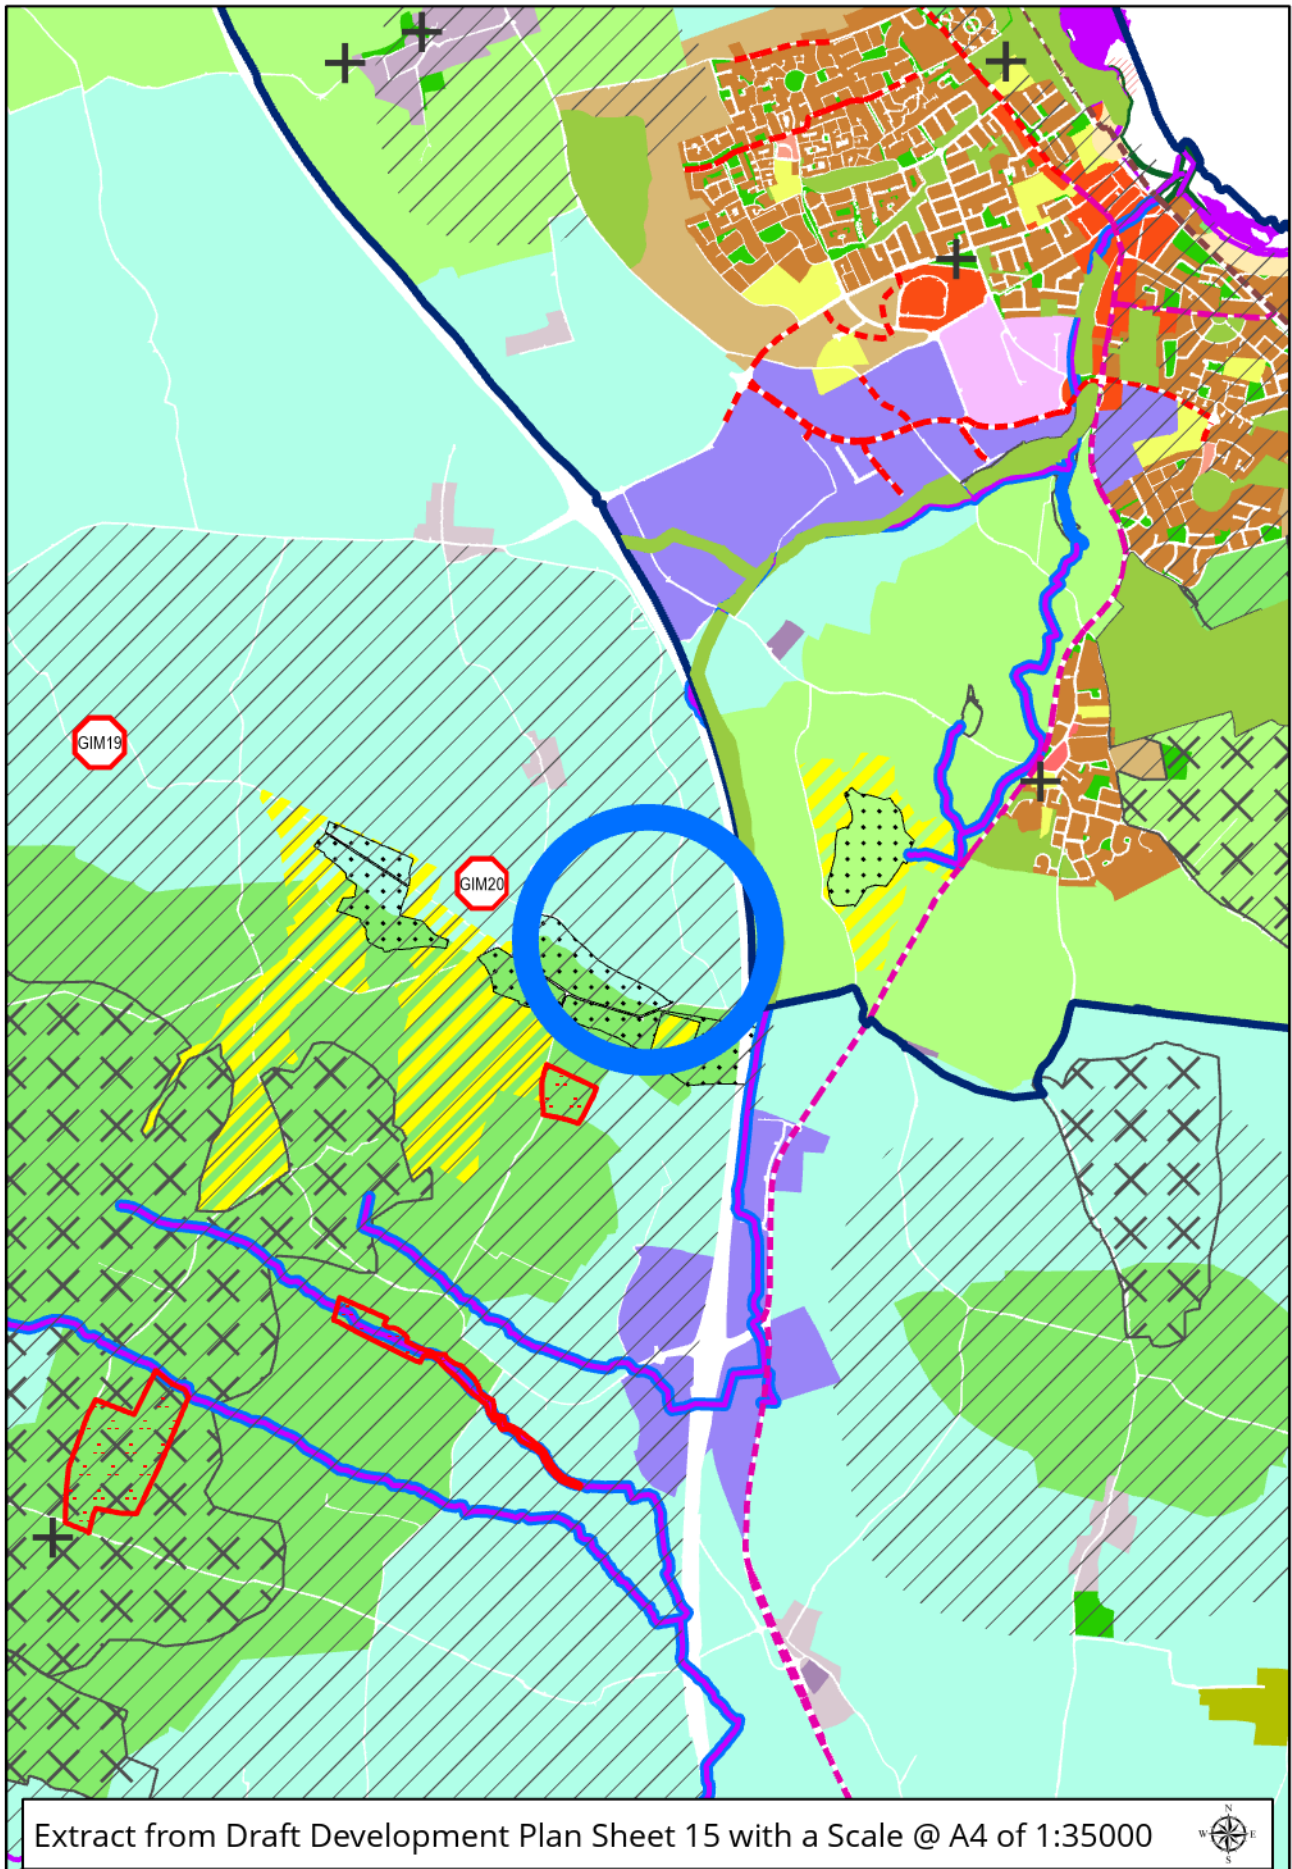 GIM19
GIM20
Extract from Draft Development Plan Sheet 15 with a Scale @ A4 of 1:35000
N
W E
S